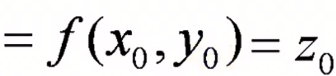 = f(x₀, y₀) = z₀